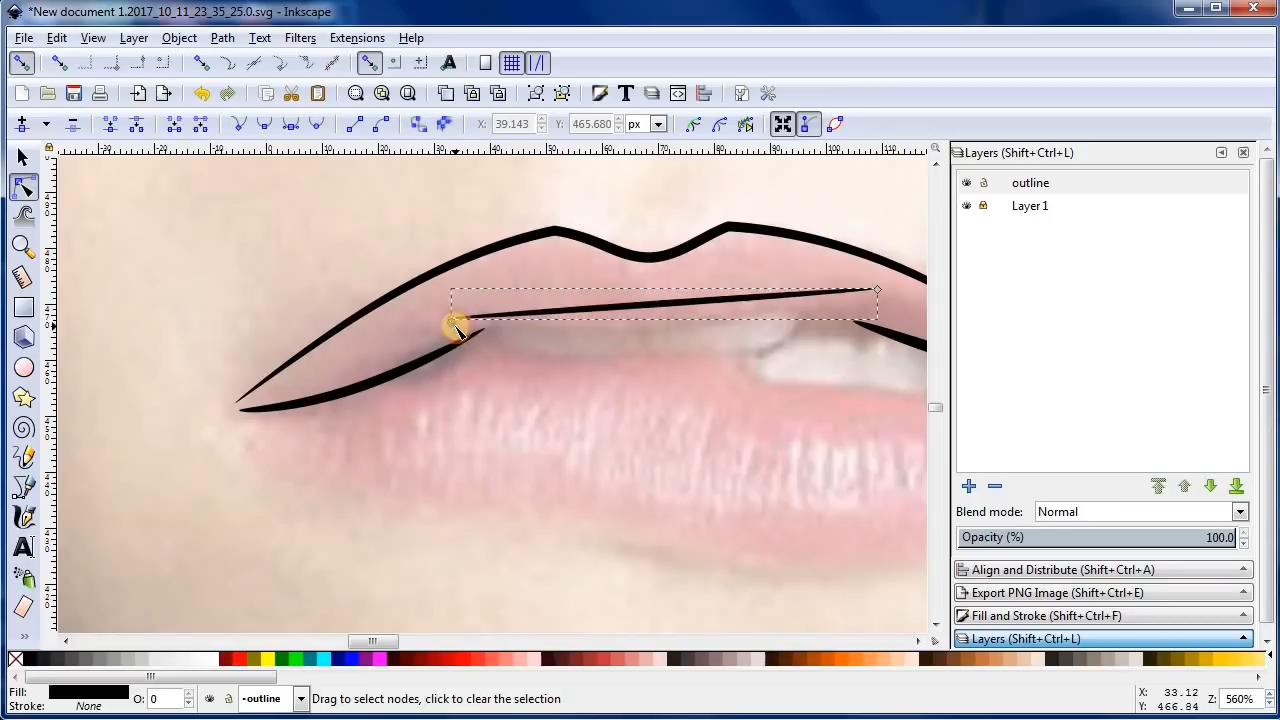 *New document 1.2017_10_11_23_35_25.0.svg - Inkscape
File Edit View Layer Object Path Text Filters Extensions Help
X: 39.143 Y: 465.680 px
Layers (Shift+Ctrl+L)
outline
Layer 1
Blend mode: Normal
Opacity (%) 100.0
Align and Distribute (Shift+Ctrl+A)
Export PNG Image (Shift+Ctrl+E)
Fill and Stroke (Shift+Ctrl+F)
Layers (Shift+Ctrl+L)
Fill: O: 0 •outline Drag to select nodes, click to clear the selection X: 33.12 Z: 560%
Stroke: None Y: 466.84